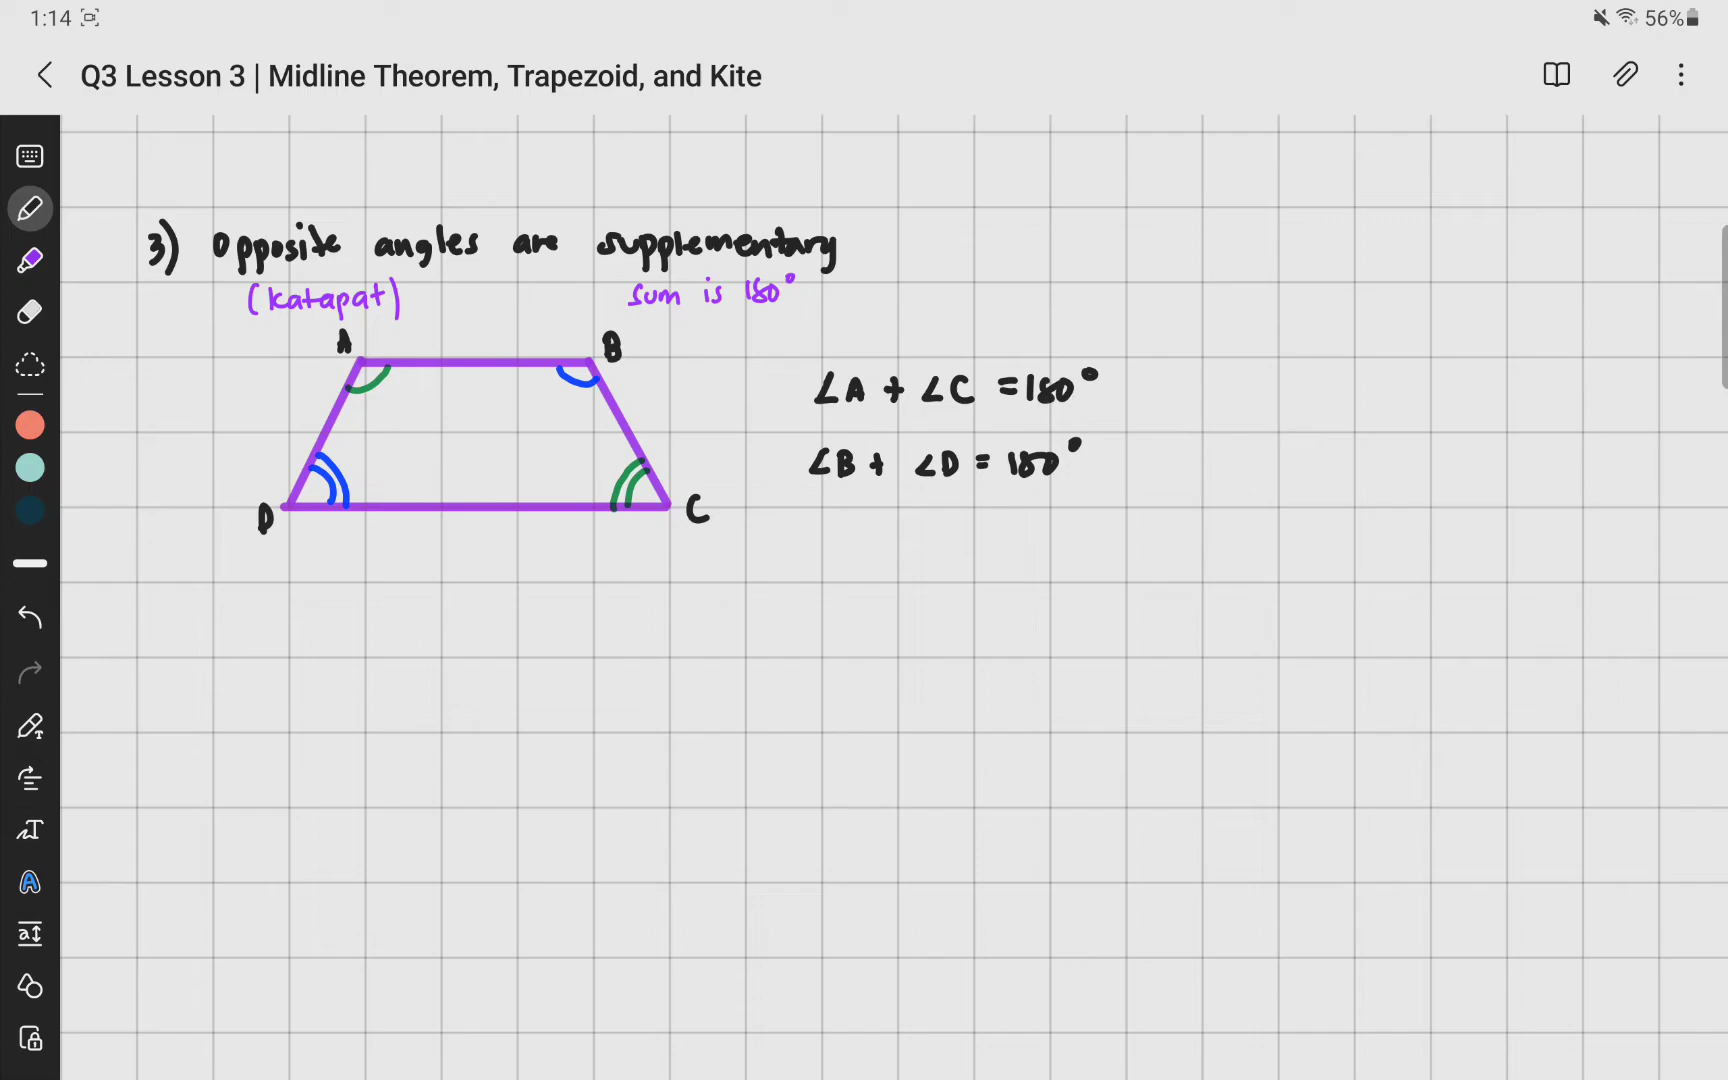 1:14
56%
Q3 Lesson 3 | Midline Theorem, Trapezoid, and Kite
3) Opposite angles are supplementary
(katapat) sum is 180°
A B
∠A + ∠C = 180°
∠B + ∠D = 180°
D C